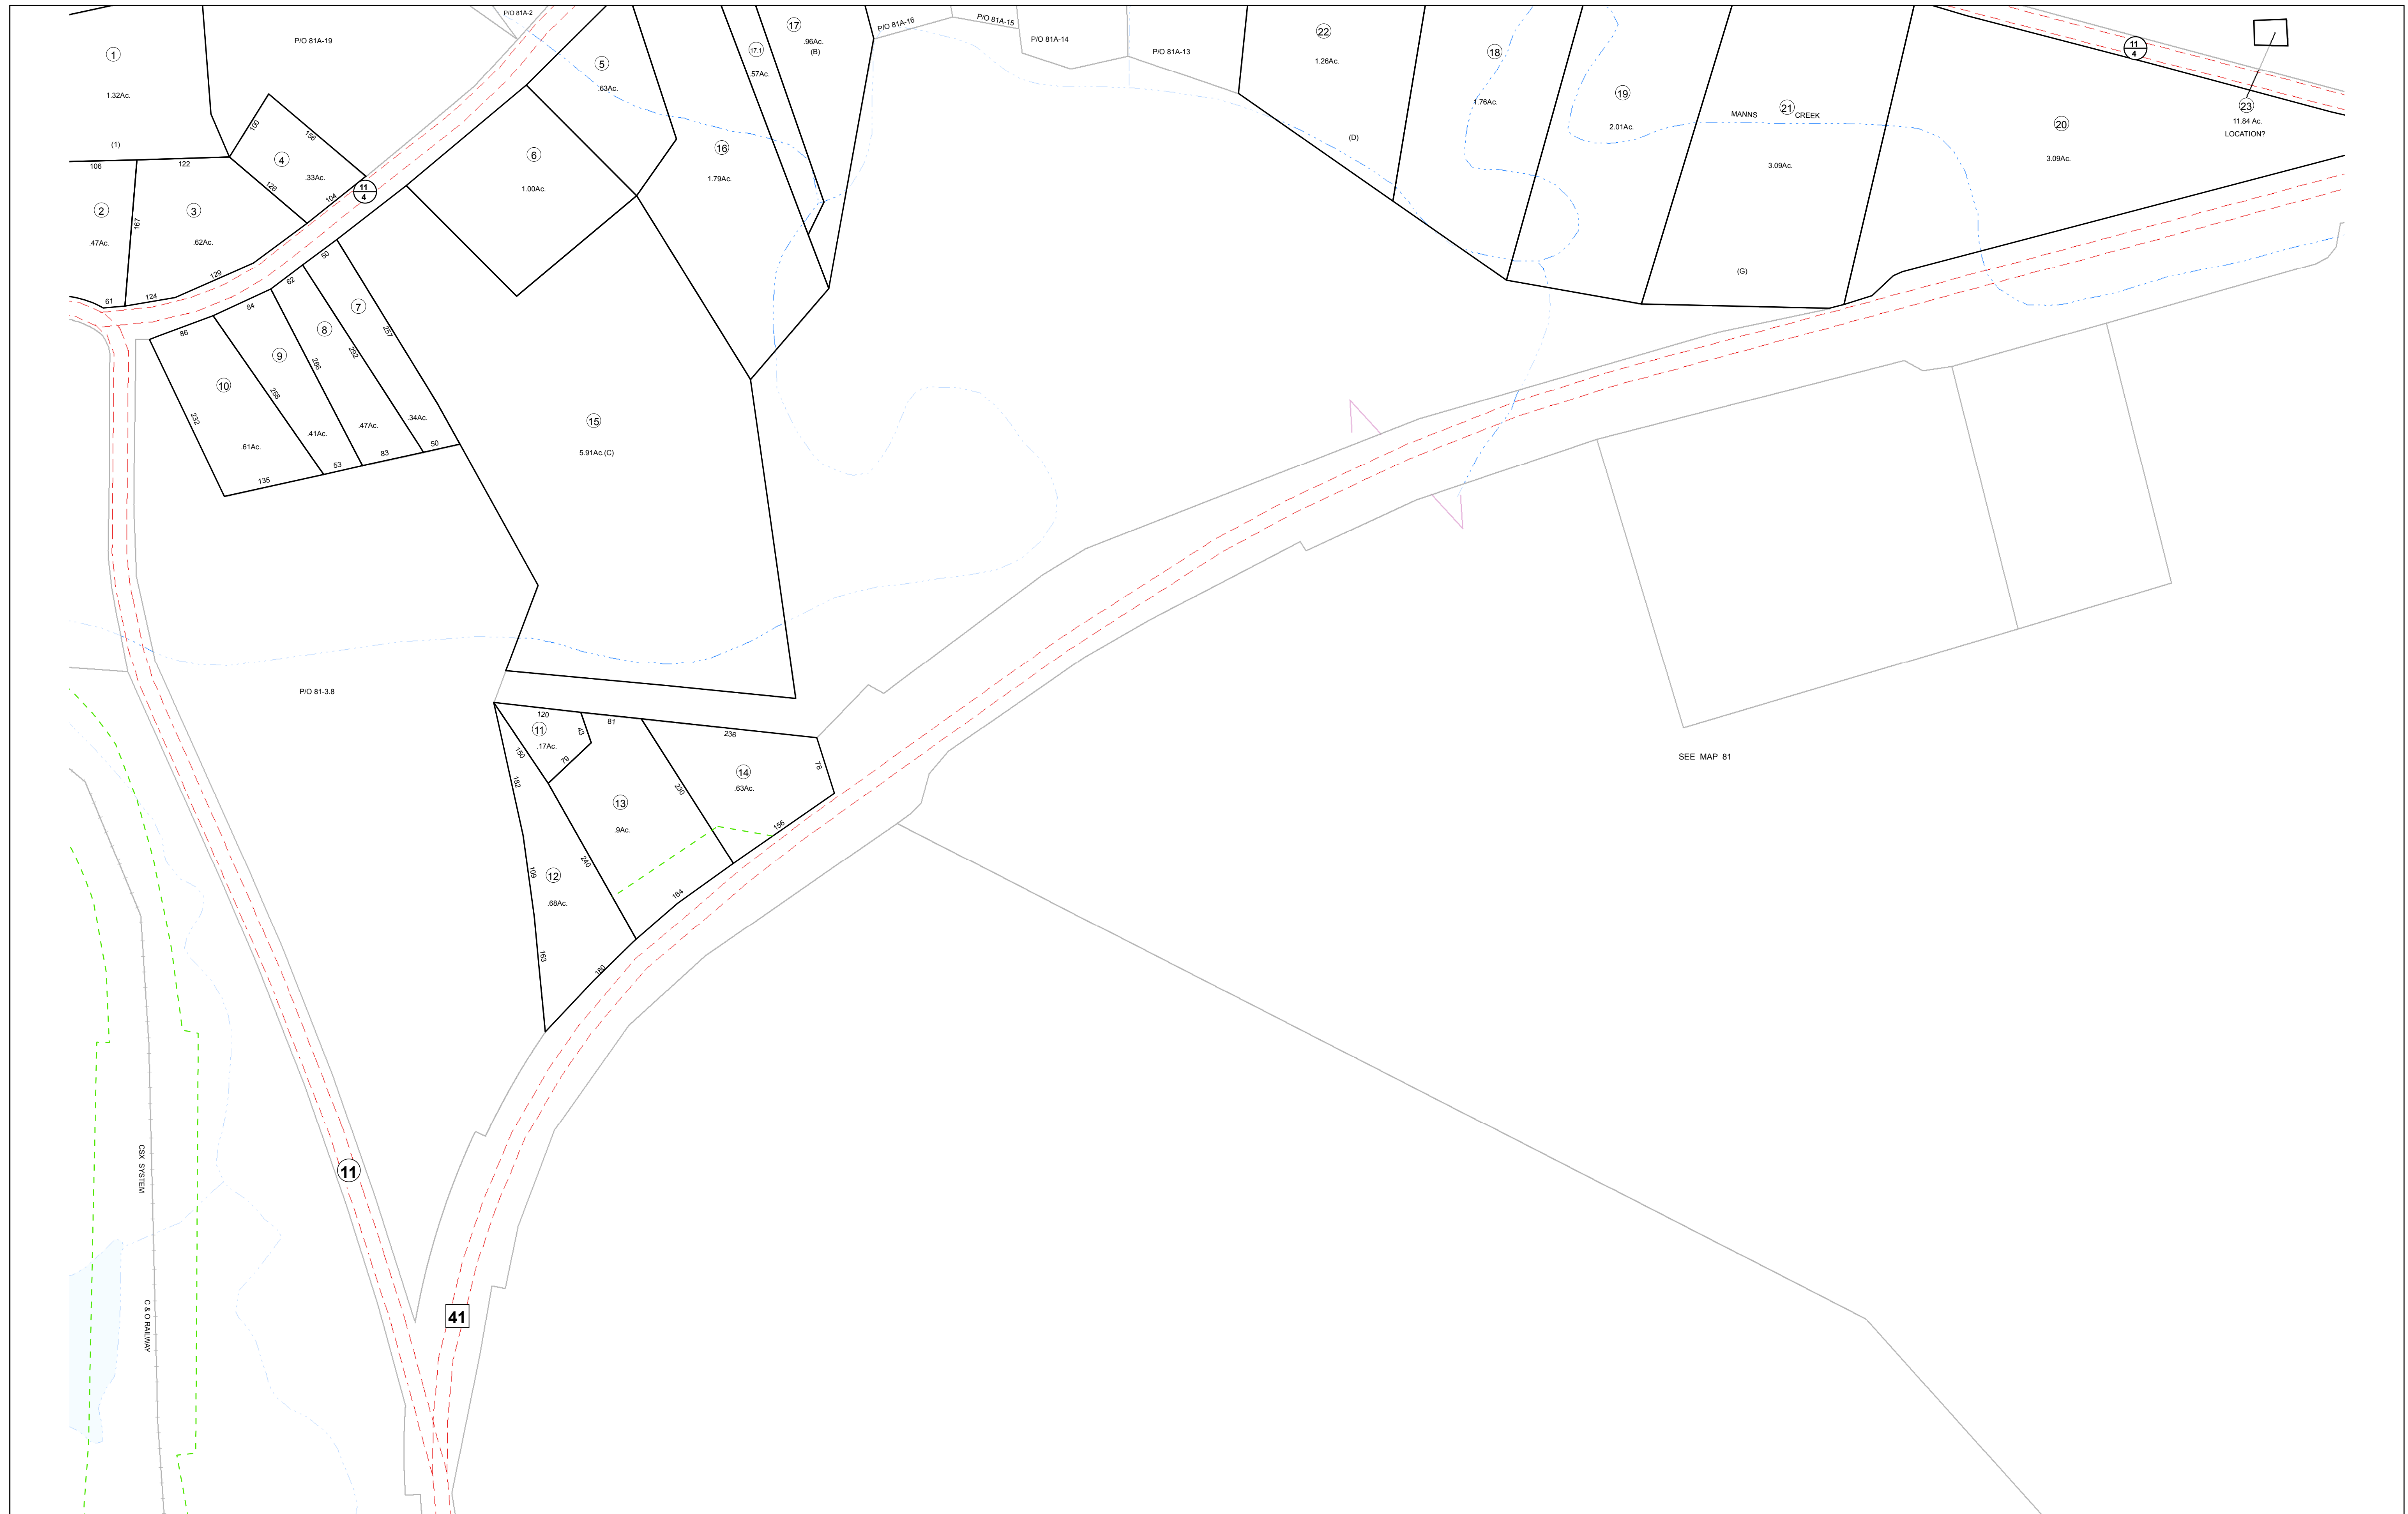 P/O 81A-2
P/O 81A-19
P/O 81A-16
P/O 81A-15
P/O 81A-14
P/O 81A-13
1
1.32Ac.
(1)
106
122
2
.47Ac.
167
3
.62Ac.
61
124
129
100
156
4
.33Ac.
126
104
11
4
5
.63Ac.
6
1.00Ac.
17.1
.57Ac.
17
.96Ac.
(B)
16
1.79Ac.
22
1.26Ac.
(D)
18
1.76Ac.
19
2.01Ac.
MANNS CREEK
21
3.09Ac.
(G)
20
3.09Ac.
11
4
23
11.84 Ac.
LOCATION?
50
62
84
86
7
257
.34Ac.
8
292
.47Ac.
9
266
.41Ac.
10
258
.61Ac.
232
135
53
83
50
15
5.91Ac.(C)
P/O 81-3.8
120
81
236
11
.17Ac.
43
79
150
182
78
14
.63Ac.
230
156
13
.9Ac.
240
164
109
12
.68Ac.
163
180
SEE MAP 81
CSX SYSTEM
11
C & O RAILWAY
41